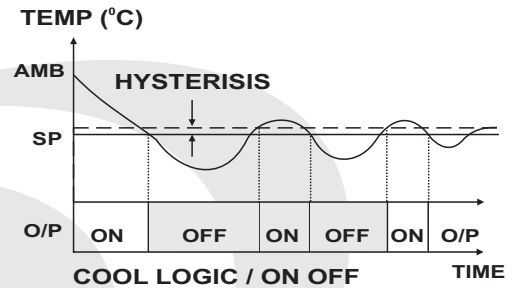 TEMP (°C)
AMB
HYSTERISIS
SP
O/P ON OFF ON OFF ON O/P
COOL LOGIC / ON OFF TIME